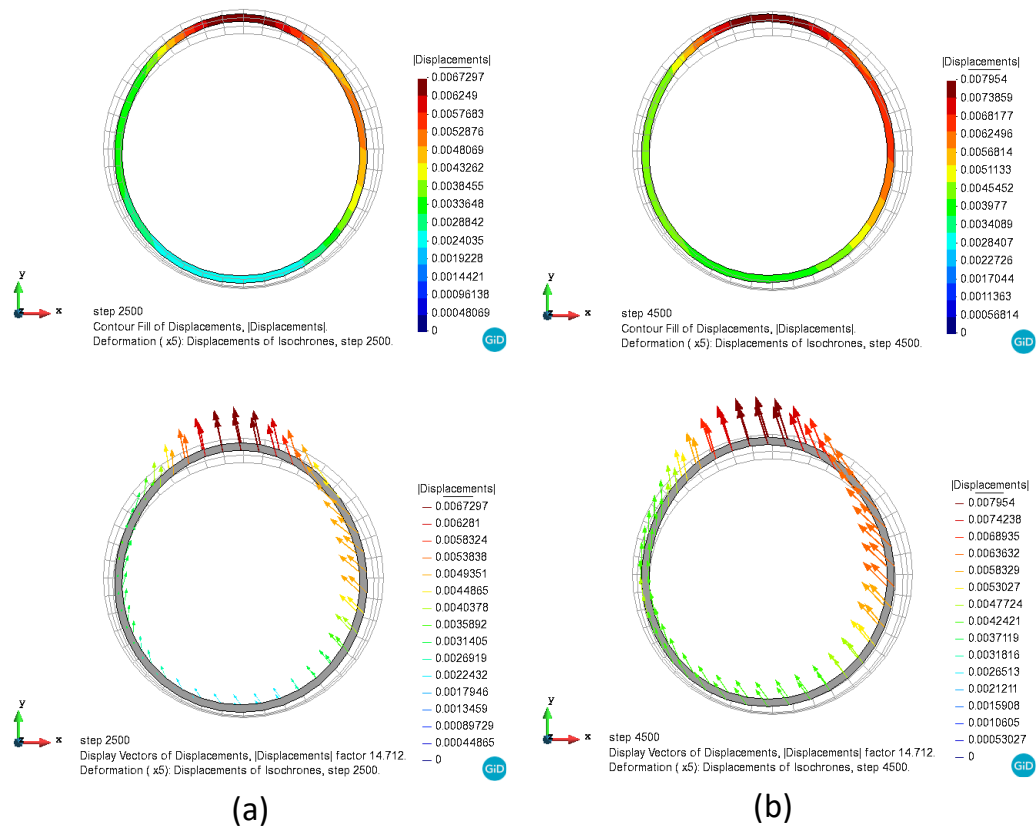 |Displacements|
0.0067297
0.006249
0.0057683
0.0052876
0.0048069
0.0043262
0.0038455
0.0033648
0.0028842
0.0024035
0.0019228
0.0014421
0.00096138
0.00048069
0
y
x
step 2500
Contour Fill of Displacements, |Displacements|.
Deformation ( x5): Displacements of Isochrones, step 2500.
GiD
|Displacements|
0.007954
0.0073859
0.0068177
0.0062496
0.0056814
0.0051133
0.0045452
0.003977
0.0034089
0.0028407
0.0022726
0.0017044
0.0011363
0.00056814
0
y
x
step 4500
Contour Fill of Displacements, |Displacements|.
Deformation ( x5): Displacements of Isochrones, step 4500.
GiD
|Displacements|
0.0067297
0.006281
0.0058324
0.0053838
0.0049351
0.0044865
0.0040378
0.0035892
0.0031405
0.0026919
0.0022432
0.0017946
0.0013459
0.00089729
0.00044865
0
y
x
step 2500
Display Vectors of Displacements, |Displacements| factor 14.712.
Deformation ( x5): Displacements of Isochrones, step 2500.
GiD
|Displacements|
0.007954
0.0074238
0.0068935
0.0063632
0.0058329
0.0053027
0.0047724
0.0042421
0.0037119
0.0031816
0.0026513
0.0021211
0.0015908
0.0010605
0.00053027
0
y
x
step 4500
Display Vectors of Displacements, |Displacements| factor 14.712.
Deformation ( x5): Displacements of Isochrones, step 4500.
GiD
(a)
(b)